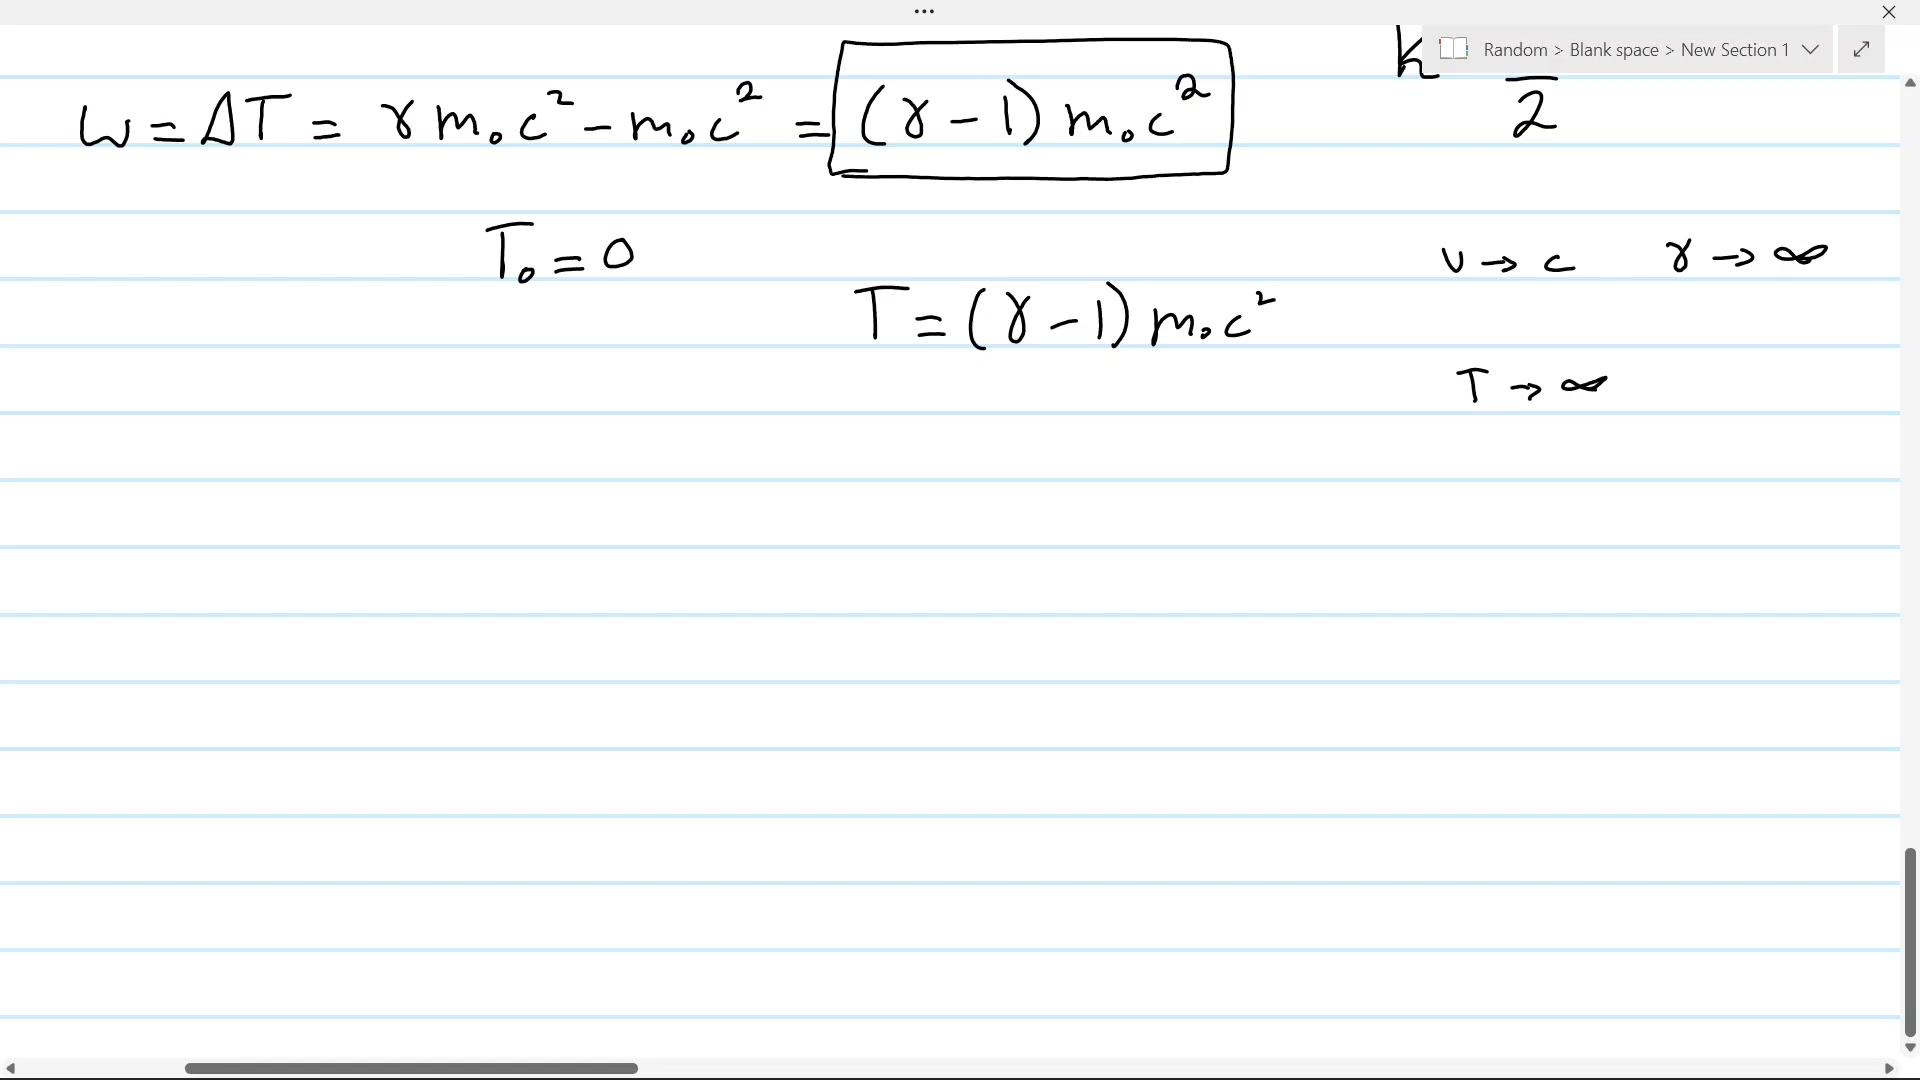 Random > Blank space > New Section 1
W = ΔT = γ m₀c² - m₀c² = (γ - 1) m₀c²
2
T₀ = 0
v → c γ → ∞
T = (γ - 1) m₀c²
T → ∞